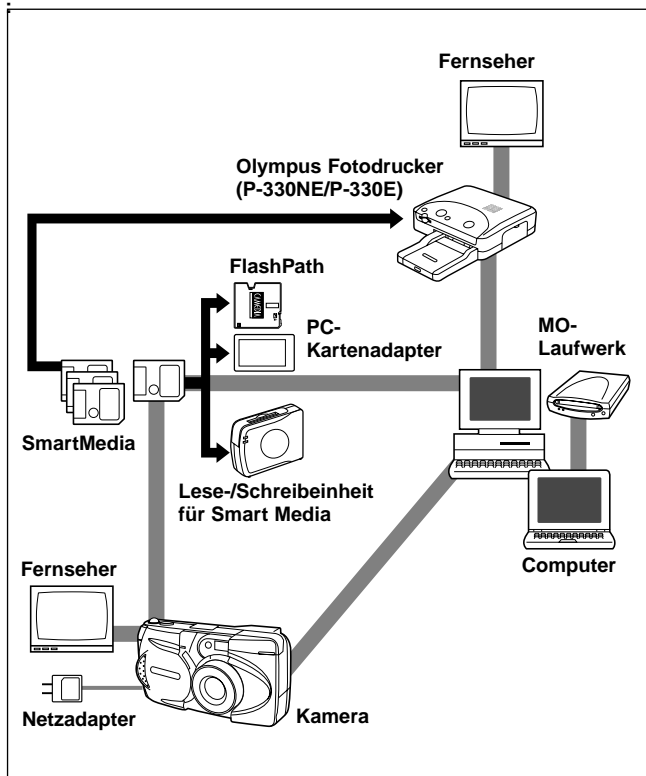 Fernseher
Olympus Fotodrucker
(P-330NE/P-330E)
FlashPath
PC-
Kartenadapter
MO-
Laufwerk
SmartMedia
Lese-/Schreibeinheit
für Smart Media
Computer
Fernseher
Netzadapter
Kamera